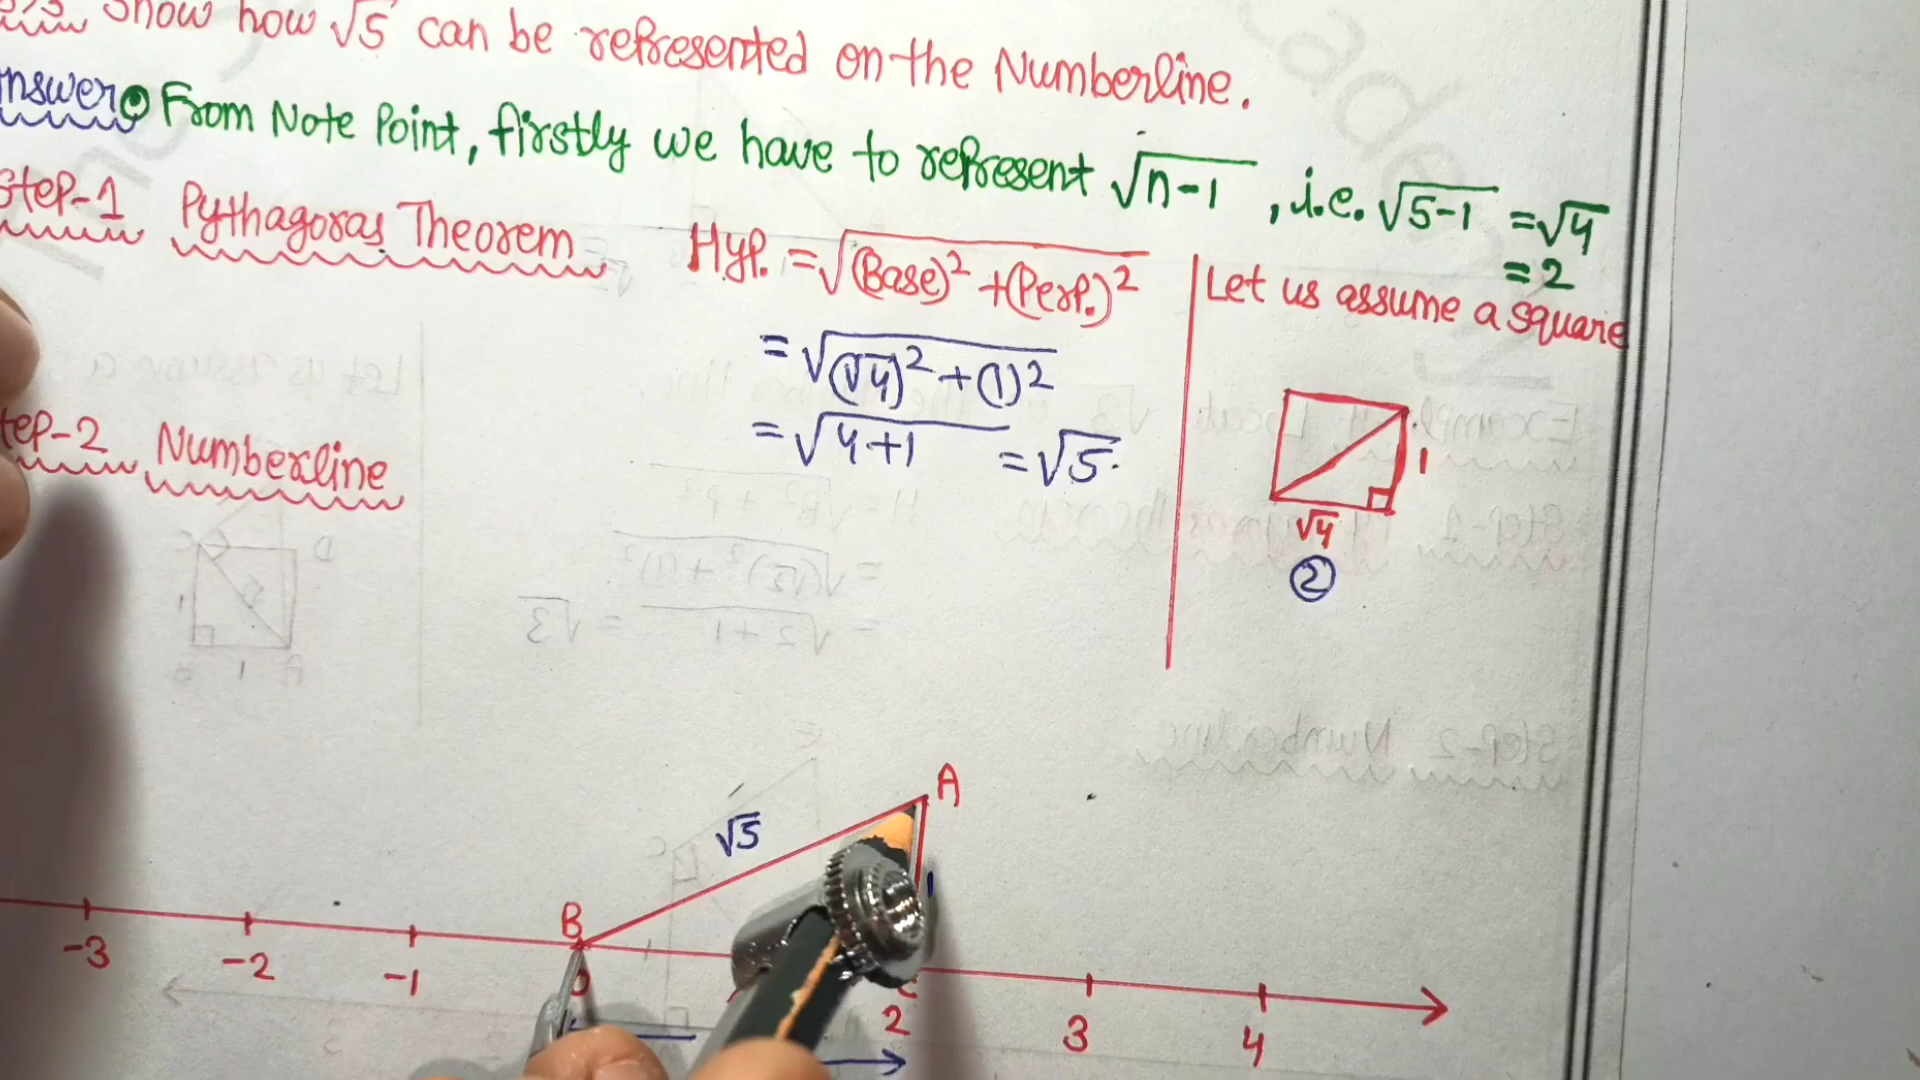 Show how √5 can be represented on the Numberline.
From Note Point, firstly we have to represent √n-1, i.e. √5-1 = √4
= 2
Step-1 Pythagoras Theorem
Hyp. = √(Base)² + (Perp.)²
= √(√4)² + (1)²
= √4+1 = √5.
Let us assume a square
1
√4
2
Step-2 Numberline
A
√5
B
-3 -2 -1 0 2 3 4